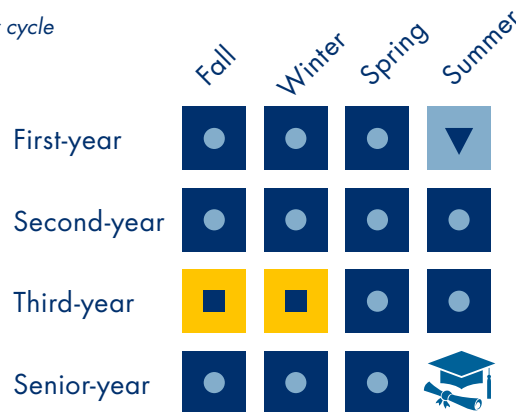 cycle
Fall Winter Spring Summer
First-year
Second-year
Third-year
Senior-year